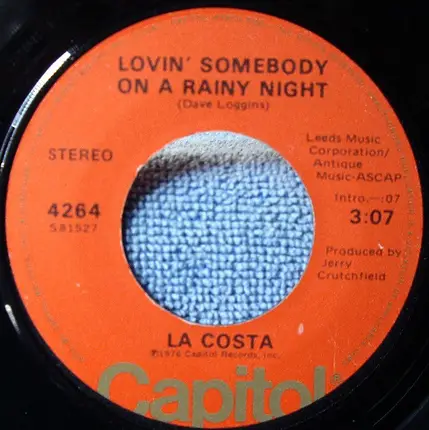 LOVIN' SOMEBODY
ON A RAINY NIGHT
(Dave Loggins)
STEREO
4264
S81527
Leeds Music
Corporation/
Antique
Music-ASCAP
Intro.—:07
3:07
Produced by
Jerry
Crutchfield
LA COSTA
℗1976 Capitol Records, Inc.
Capitol